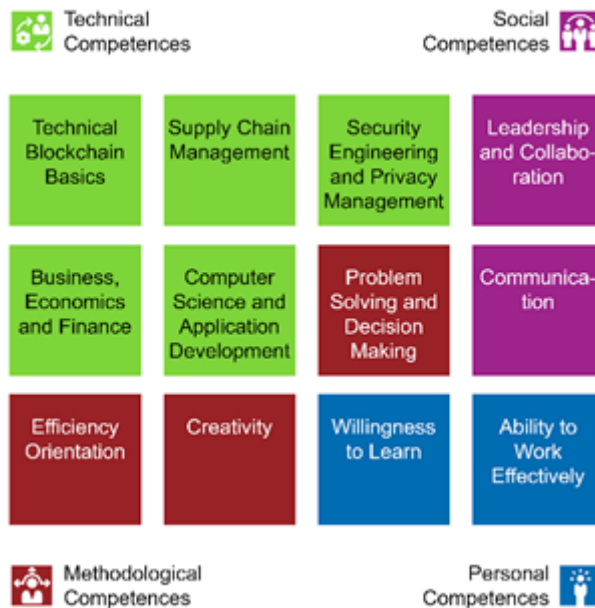 Technical
Competences
Social
Competences
Technical
Blockchain
Basics
Supply Chain
Management
Security
Engineering
and Privacy
Management
Leadership
and Collabo-
ration
Business,
Economics
and Finance
Computer
Science and
Application
Development
Problem
Solving and
Decision
Making
Communica-
tion
Efficiency
Orientation
Creativity
Willingness
to Learn
Ability to
Work
Effectively
Methodological
Competences
Personal
Competences